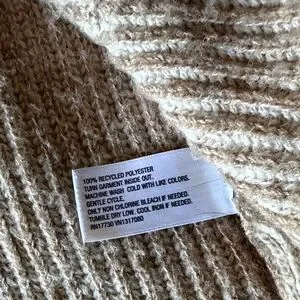 100% RECYCLED POLYESTER
TURN GARMENT INSIDE OUT.
MACHINE WASH COLD WITH LIKE COLORS.
GENTLE CYCLE.
ONLY NON CHLORINE BLEACH IF NEEDED.
TUMBLE DRY LOW. COOL IRON IF NEEDED.
RN17730 VN1317080